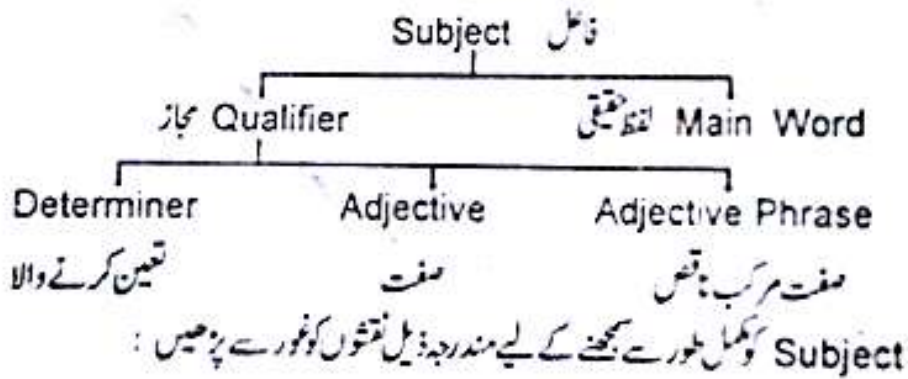 Subject فاعل
مجاز Qualifier لفظ حقیقی Main Word
Determiner Adjective Adjective Phrase
تعین کرنے والا صفت صفت مرکب ناقص
Subject کو مکمل طور سے سمجھنے کے لیے مندرجہ ذیل نقشوں کو غور سے پڑھیں :